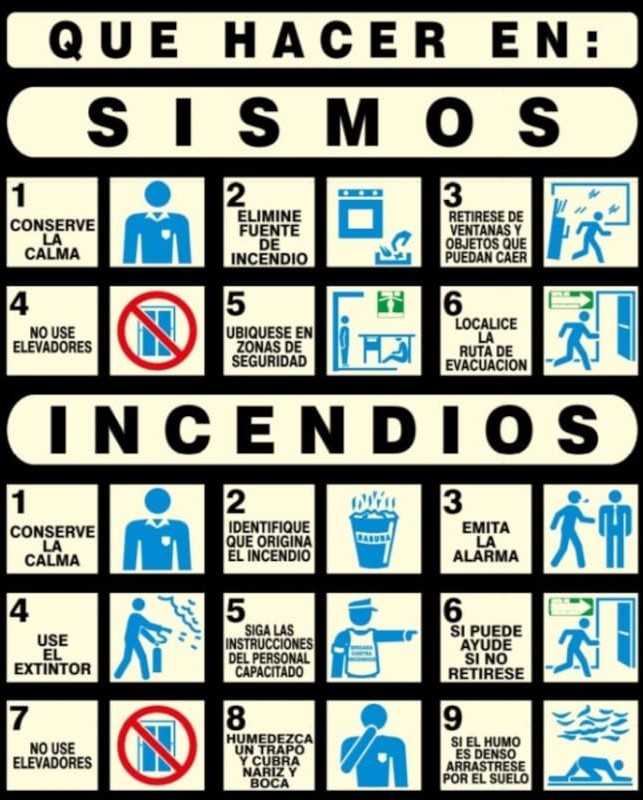 QUE HACER EN:
SISMOS
1
CONSERVE
LA
CALMA
2
ELIMINE
FUENTE
DE
INCENDIO
3
RETIRESE DE
VENTANAS Y
OBJETOS QUE
PUEDAN CAER
4
NO USE
ELEVADORES
5
UBIQUESE EN
ZONAS DE
SEGURIDAD
6
LOCALICE
LA
RUTA DE
EVACUACION
INCENDIOS
1
CONSERVE
LA
CALMA
2
IDENTIFIQUE
QUE ORIGINA
EL INCENDIO
BASURA
3
EMITA
LA
ALARMA
4
USE
EL
EXTINTOR
5
SIGA LAS
INSTRUCCIONES
DEL PERSONAL
CAPACITADO
BRIGADA
CONTRA
INCENDIOS
6
SI PUEDE
AYUDE
SI NO
RETIRESE
7
NO USE
ELEVADORES
8
HUMEDEZCA
UN TRAPO
Y CUBRA
NARIZ Y
BOCA
9
SI EL HUMO
ES DENSO
ARRASTRESE
POR EL SUELO